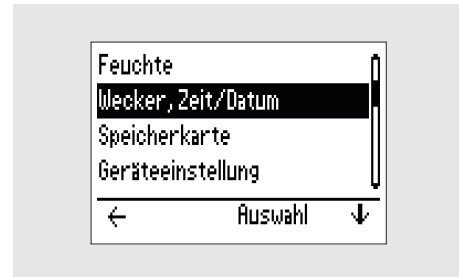 Feuchte
Wecker, Zeit/Datum
Speicherkarte
Geräteeinstellung
← Auswahl ↓